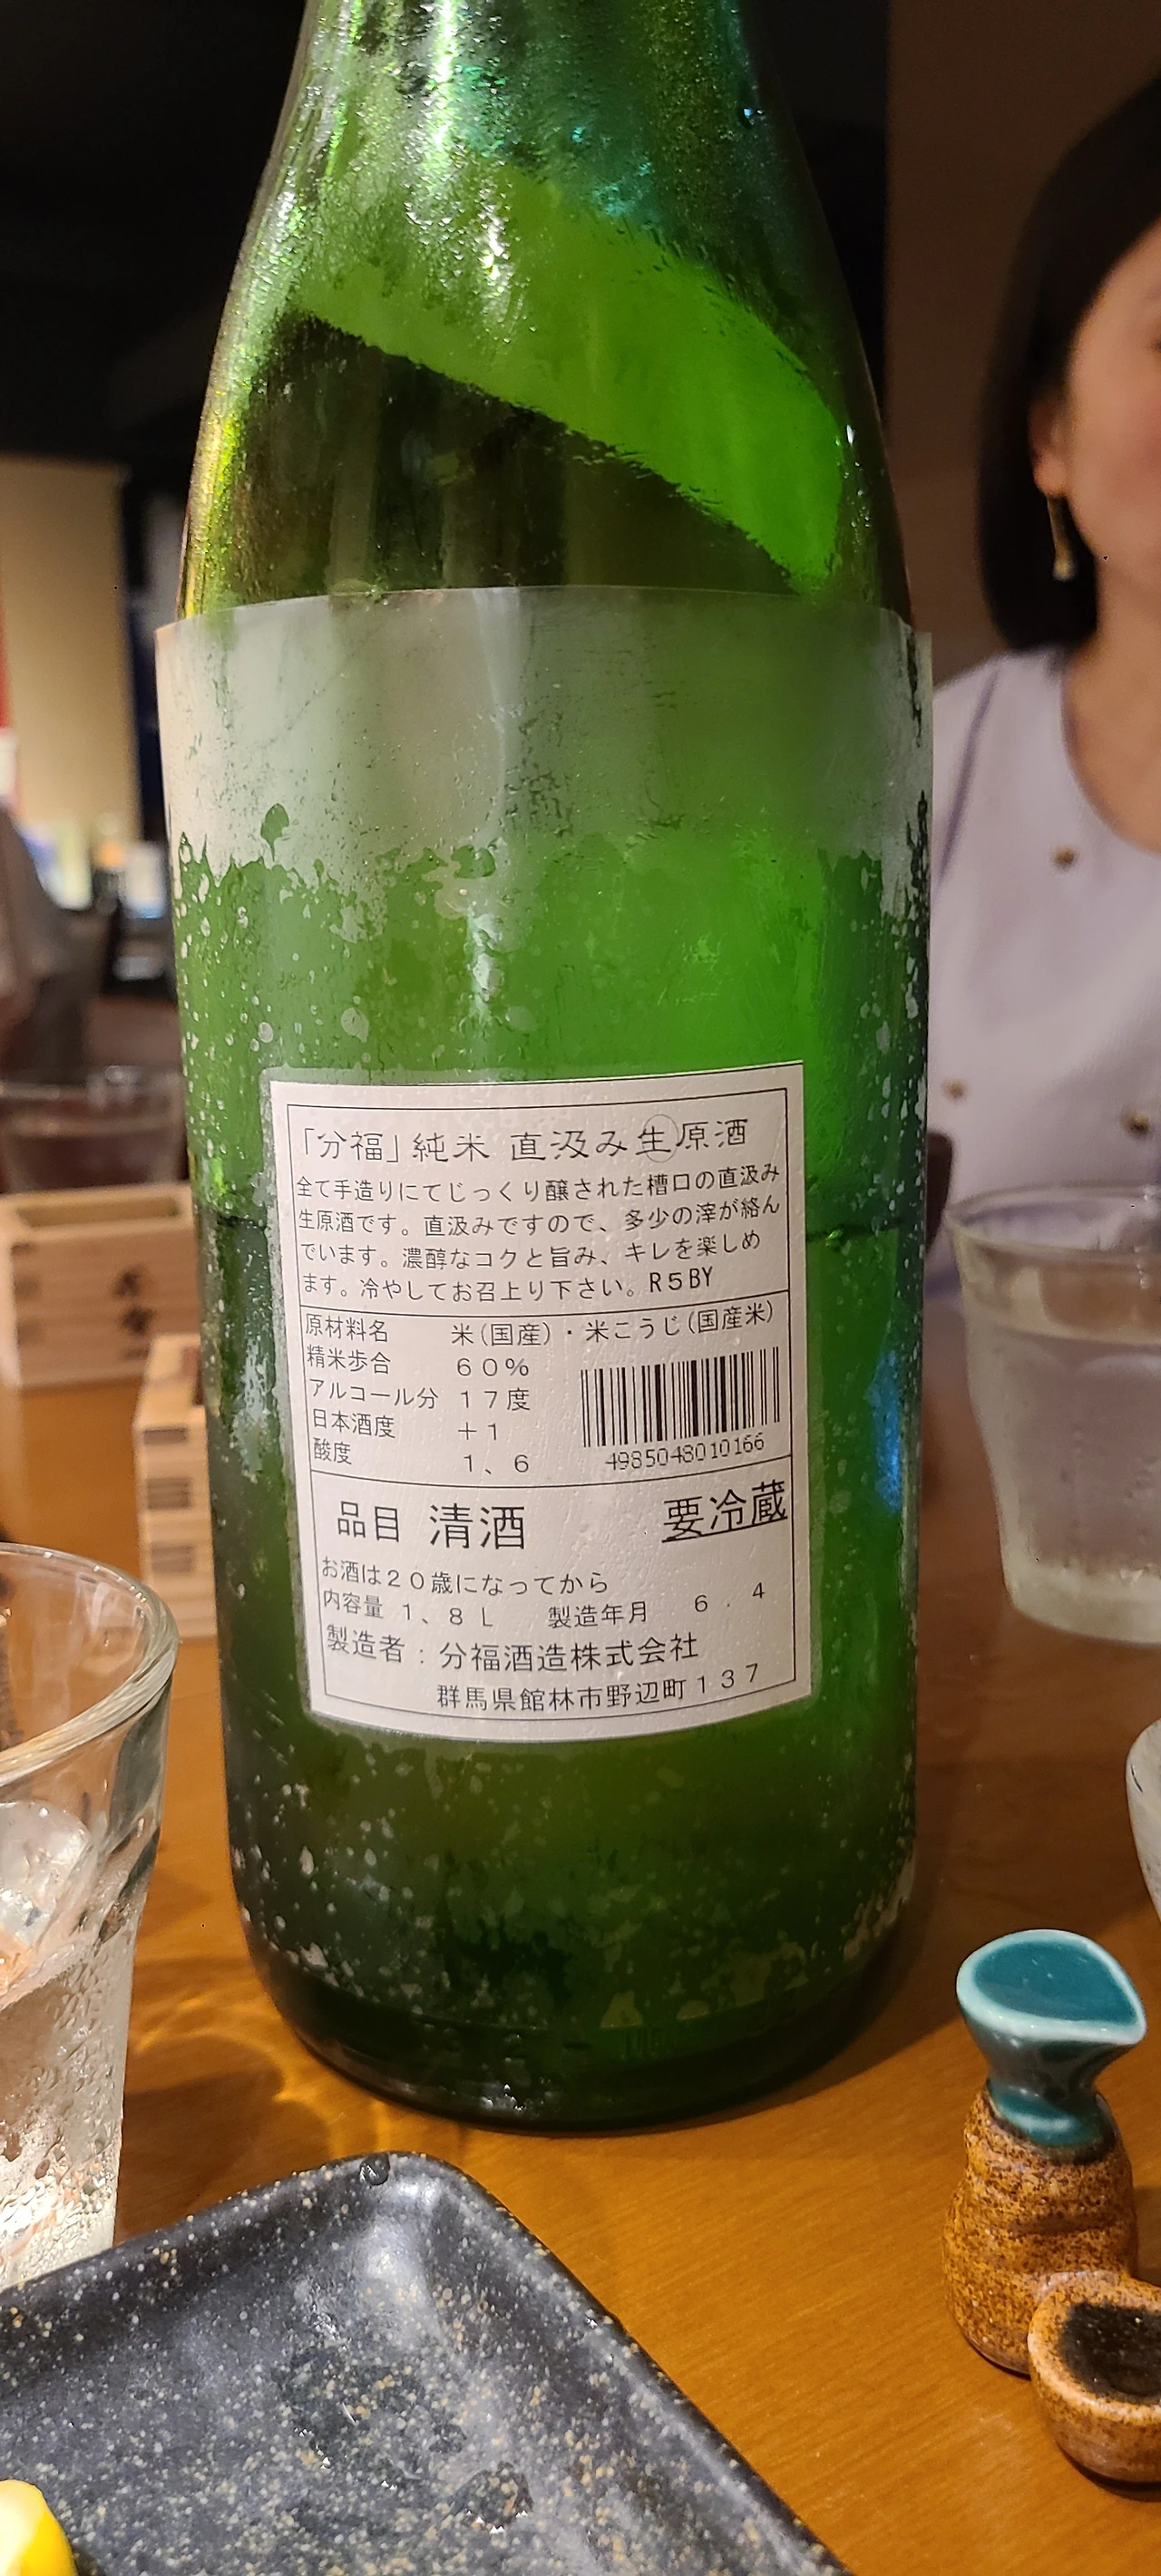 「分福」純米 直汲み生原酒
全て手造りにてじっくり醸された槽口の直汲み
生原酒です。直汲みですので、多少の滓が絡ん
でいます。濃醇なコクと旨み、キレを楽しめ
ます。冷やしてお召上り下さい。R5BY
原材料名 米(国産)・米こうじ(国産米)
精米歩合 60%
アルコール分 17度
日本酒度 +1
酸度 1、6
4985048010166
品目 清酒 要冷蔵
お酒は20歳になってから
内容量 1、8L 製造年月 6.4
製造者:分福酒造株式会社
群馬県館林市野辺町137